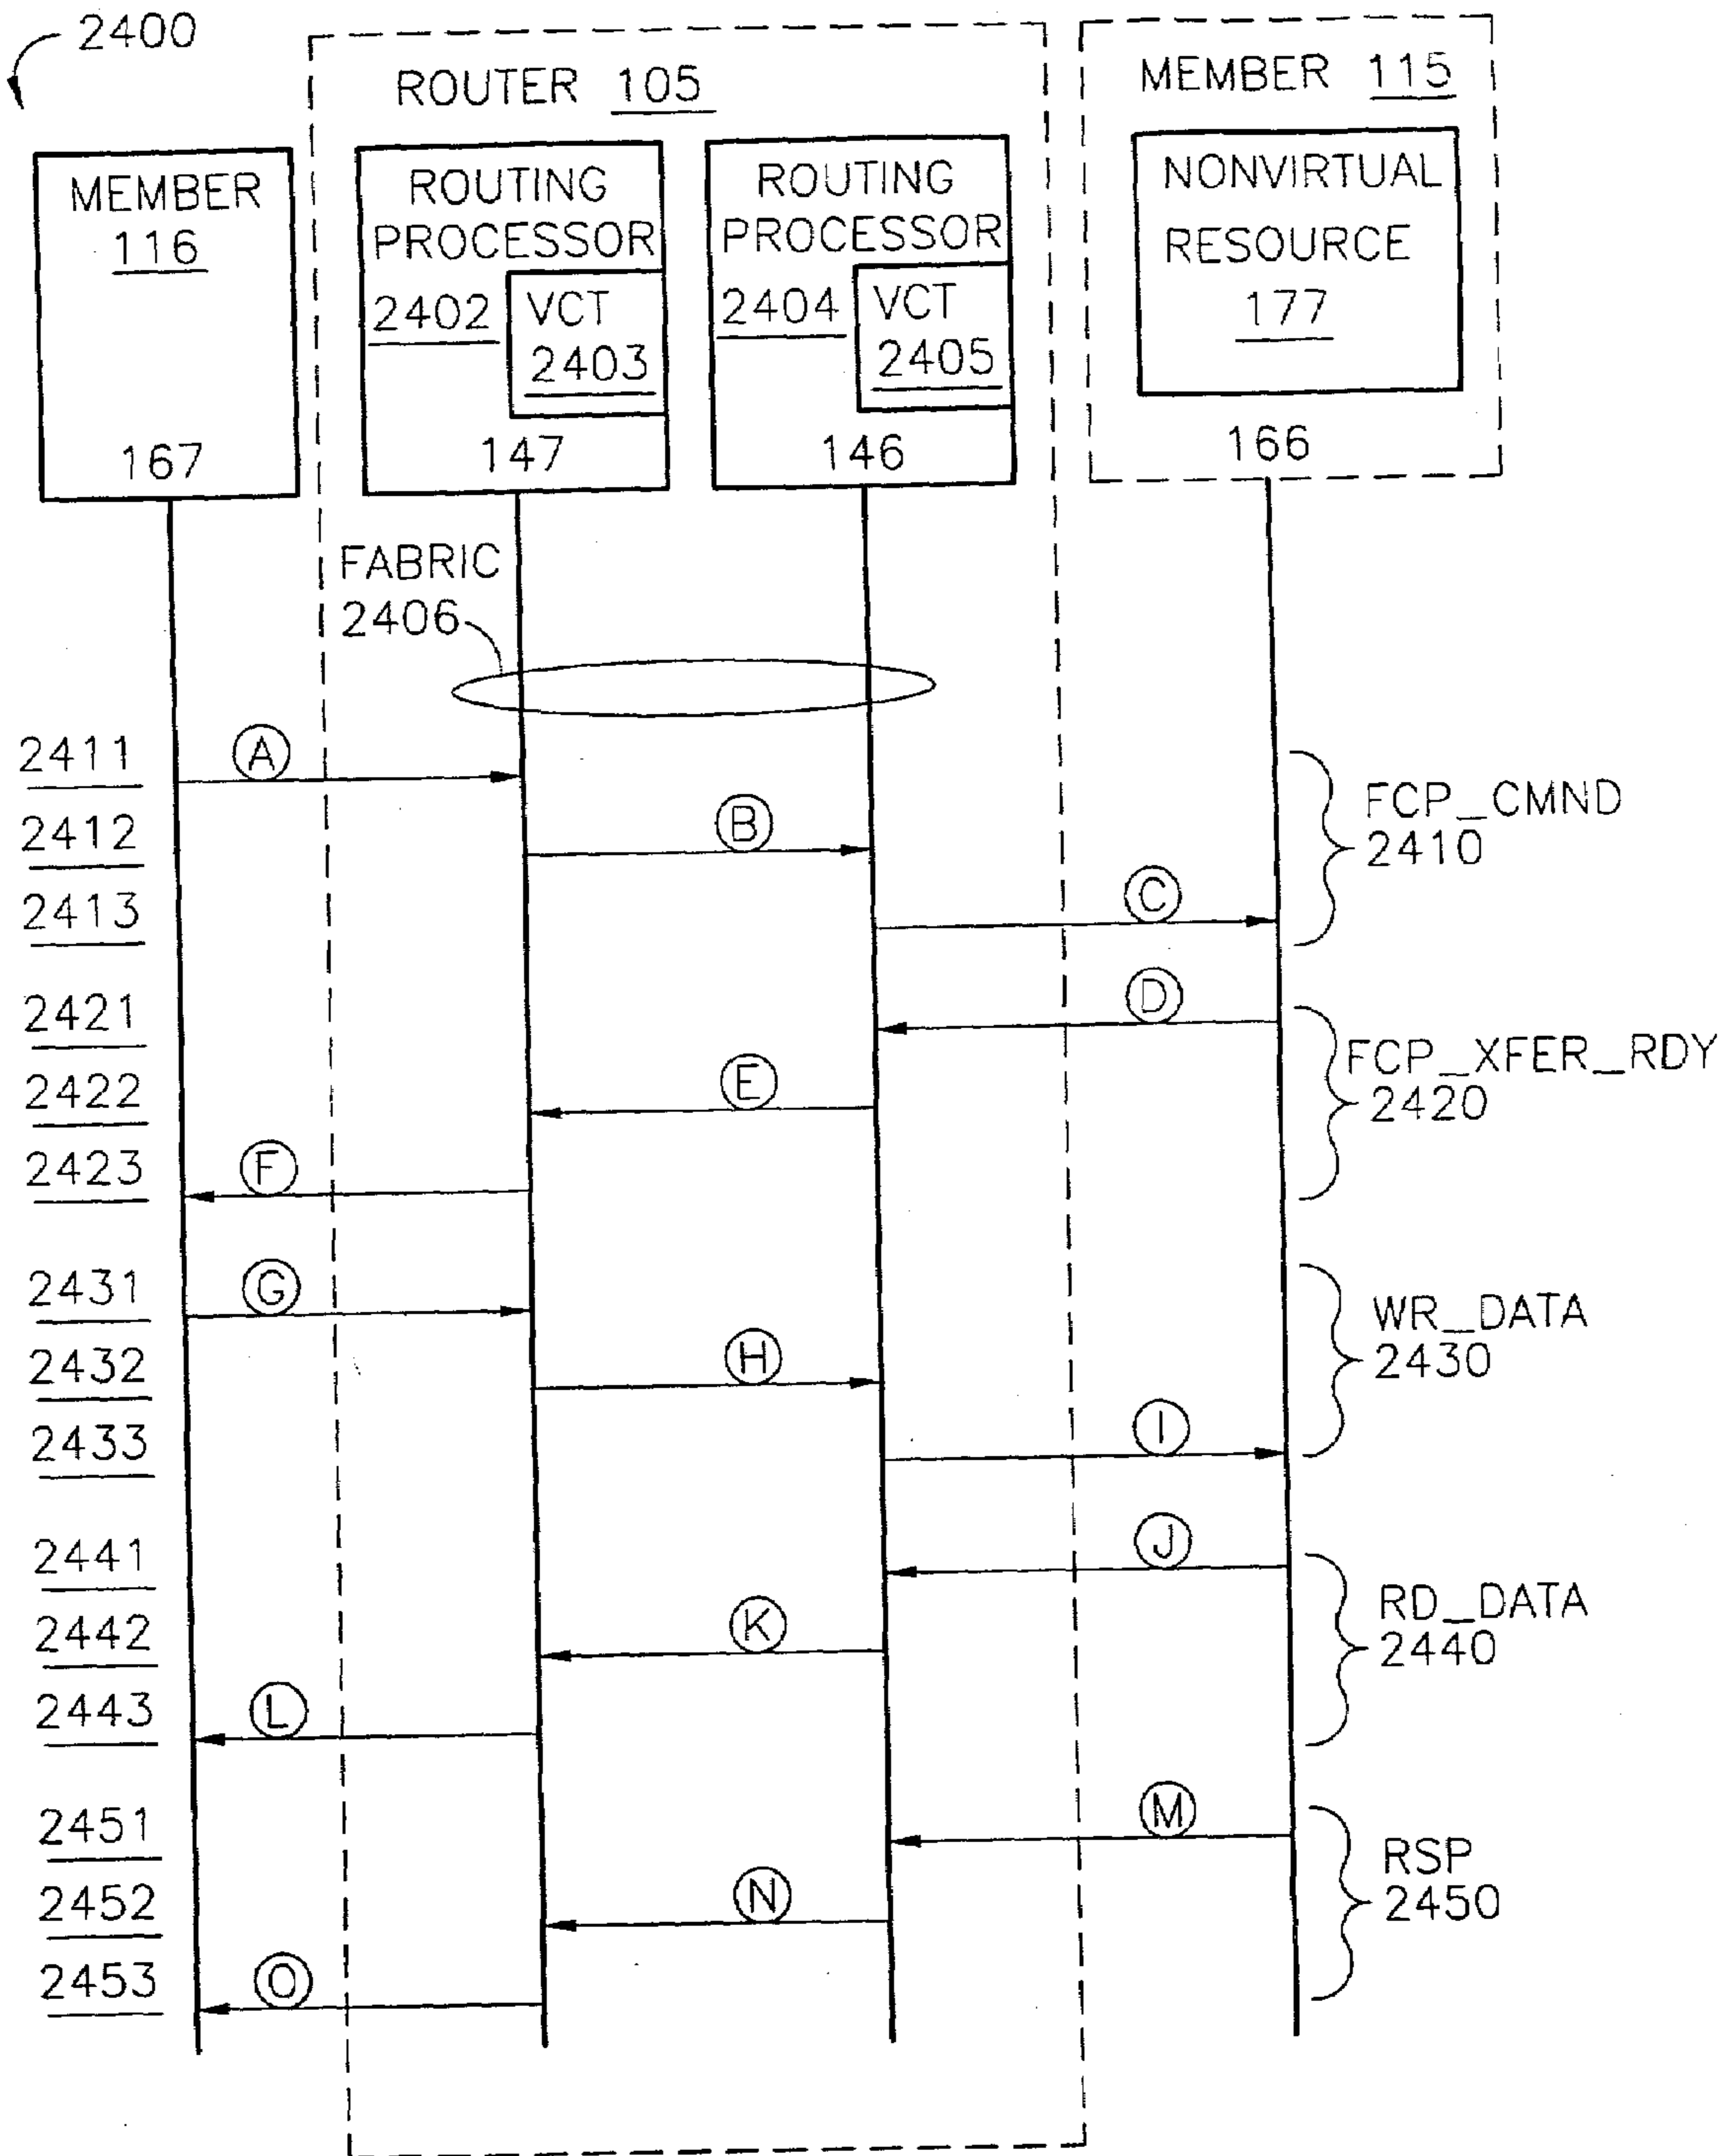 2400
ROUTER 105
MEMBER 115
MEMBER
116
167
ROUTING
PROCESSOR
2402
VCT
2403
147
ROUTING
PROCESSOR
2404
VCT
2405
146
NONVIRTUAL
RESOURCE
177
166
FABRIC
2406
2411
A
2412
B
2413
C
FCP_CMND
2410
2421
D
2422
E
2423
F
FCP_XFER_RDY
2420
2431
G
2432
H
2433
I
WR_DATA
2430
2441
J
2442
K
2443
L
RD_DATA
2440
2451
M
2452
N
2453
O
RSP
2450